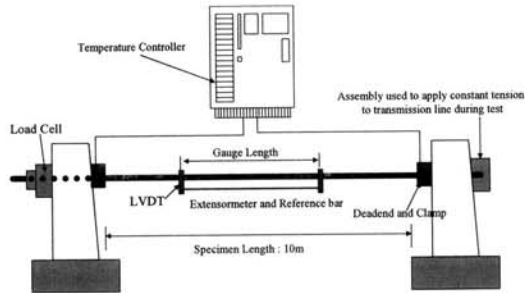 Temperature Controller
Assembly used to apply constant tension
to transmission line during test
Load Cell
Gauge Length
LVDT
Extensormeter and Reference bar
Deadend and Clamp
Specimen Length : 10m